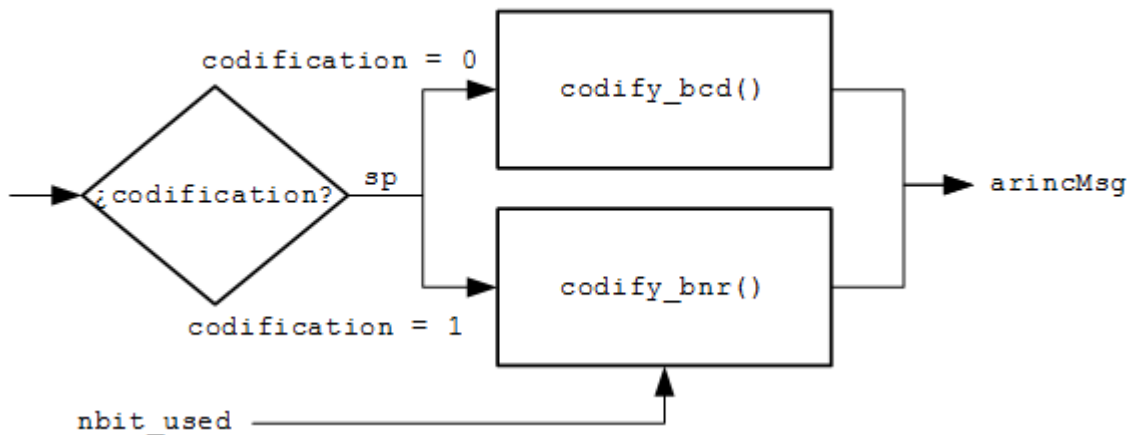 codification = 0
codify_bcd()
¿codification?
sp
arincMsg
codify_bnr()
codification = 1
nbit_used